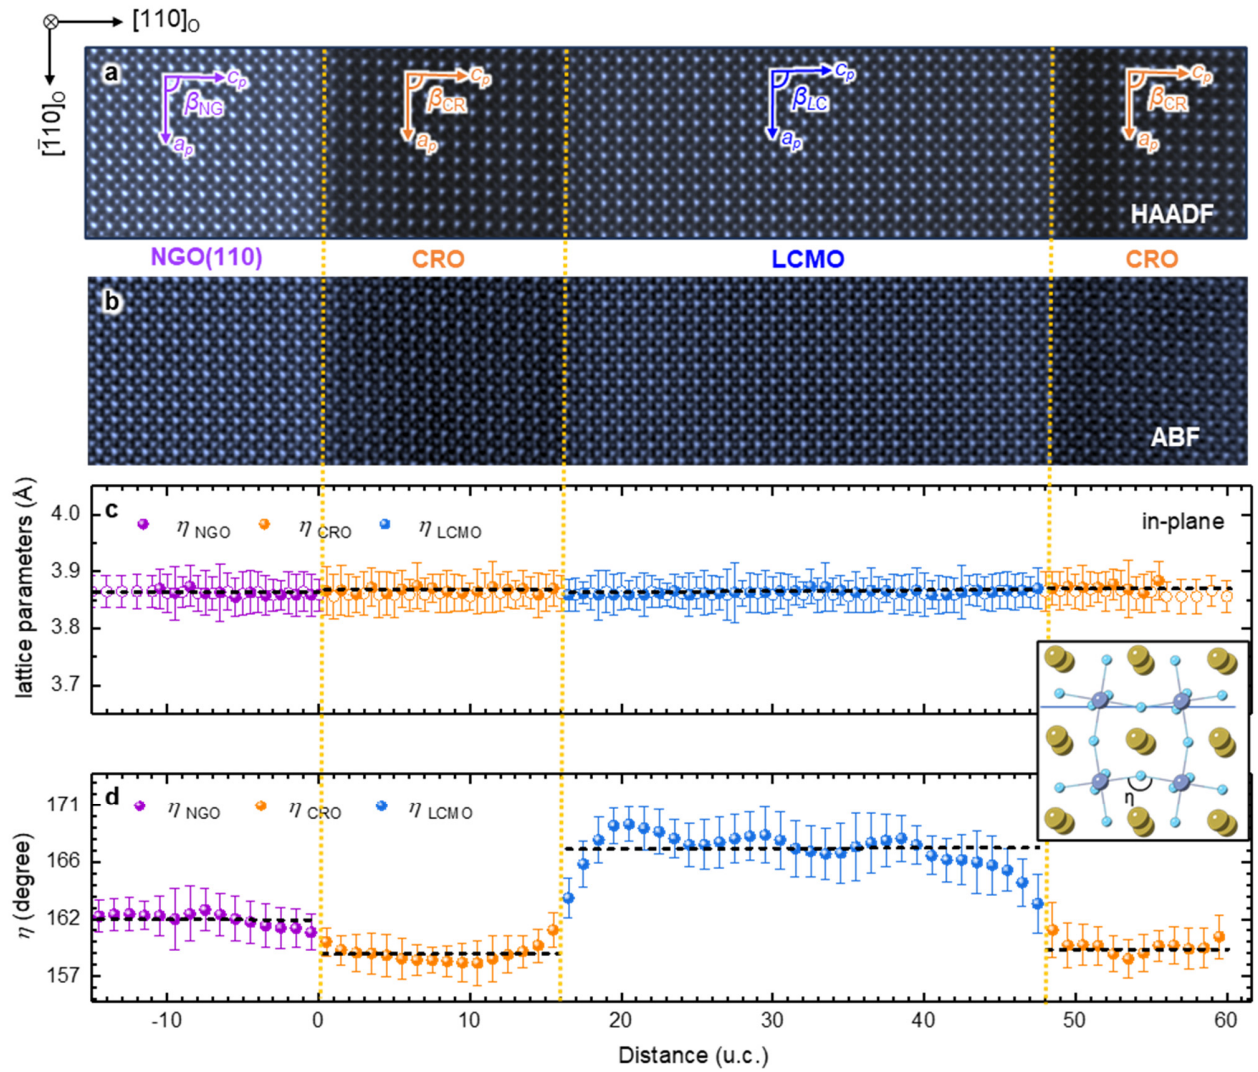 [110]O
[1̄10]O
a
cp
βNG
ap
cp
βCR
ap
cp
βLC
ap
cp
βCR
ap
HAADF
NGO(110)
CRO
LCMO
CRO
b
ABF
lattice parameters (Å)
4.0
3.9
3.8
3.7
c
η NGO
η CRO
η LCMO
in-plane
η
η (degree)
171
166
162
157
d
η NGO
η CRO
η LCMO
-10
0
10
20
30
40
50
60
Distance (u.c.)